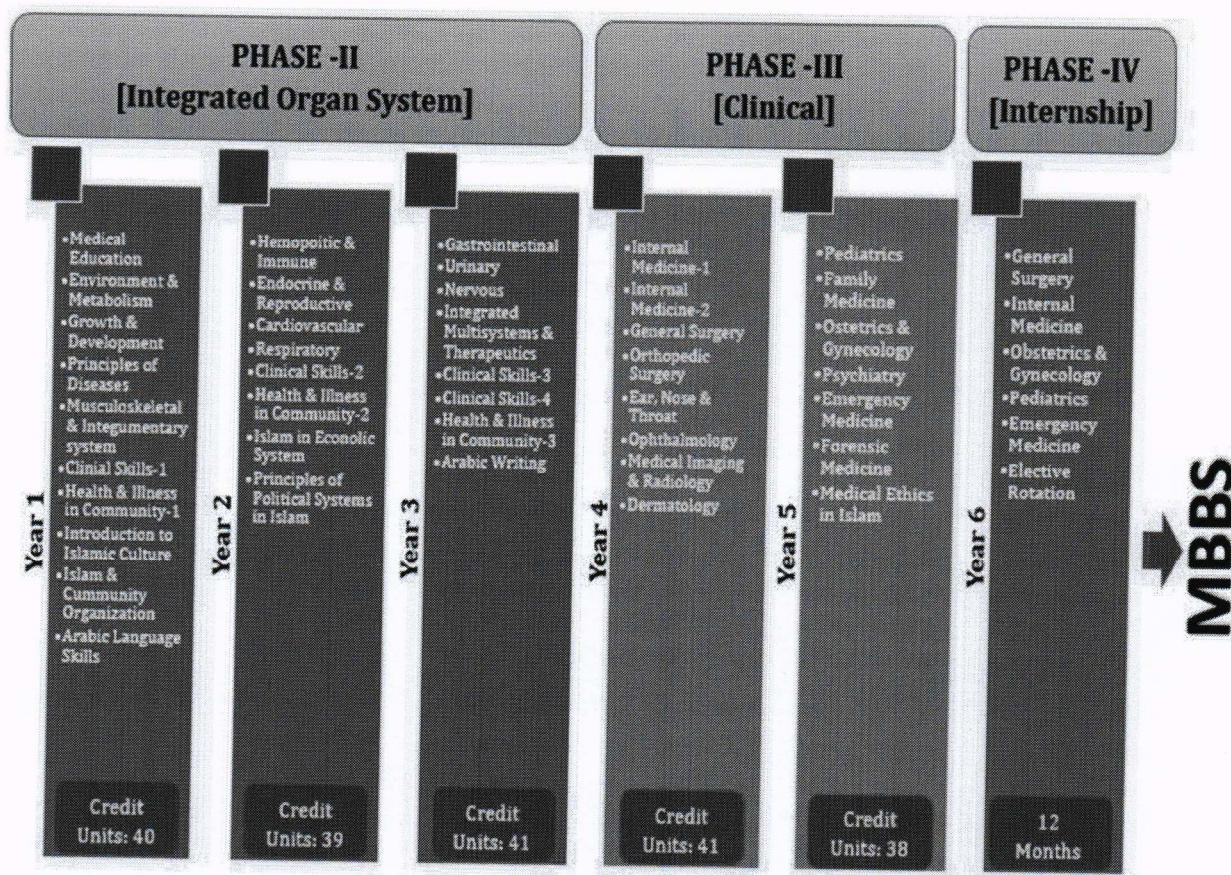 PHASE -II
[Integrated Organ System]
PHASE -III
[Clinical]
PHASE -IV
[Internship]
Year 1
•Medical
Education
•Environment &
Metabolism
•Growth &
Development
•Principles of
Diseases
•Musculoskeletal
& Integumentary
system
•Clinial Skills-1
•Health & Illness
in Community-1
•Introduction to
Islamic Culture
•Islam &
Cummunity
Organization
•Arabic Language
Skills
Credit
Units: 40
Year 2
•Hemopoitic &
Immune
•Endocrine &
Reproductive
•Cardiovascular
•Respiratory
•Clinical Skills-2
•Health & Illness
in Community-2
•Islam in Econolic
System
•Principles of
Political Systems
in Islam
Credit
Units: 39
Year 3
•Gastrointestinal
•Urinary
•Nervous
•Integrated
Multisystems &
Therapeutics
•Clinical Skills-3
•Clinical Skills-4
•Health & Illness
in Community-3
•Arabic Writing
Credit
Units: 41
Year 4
•Internal
Medicine-1
•Internal
Medicine-2
•General Surgery
•Orthopedic
Surgery
•Ear, Nose &
Throat
•Ophthalmology
•Medical Imaging
& Radiology
•Dermatology
Credit
Units: 41
Year 5
•Pediatrics
•Family
Medicine
•Ostetrics &
Gynecology
•Psychiatry
•Emergency
Medicine
•Forensic
Medicine
•Medical Ethics
in Islam
Credit
Units: 38
Year 6
•General
Surgery
•Internal
Medicine
•Obstetrics &
Gynecology
•Pediatrics
•Emergency
Medicine
•Elective
Rotation
12
Months
MBBS